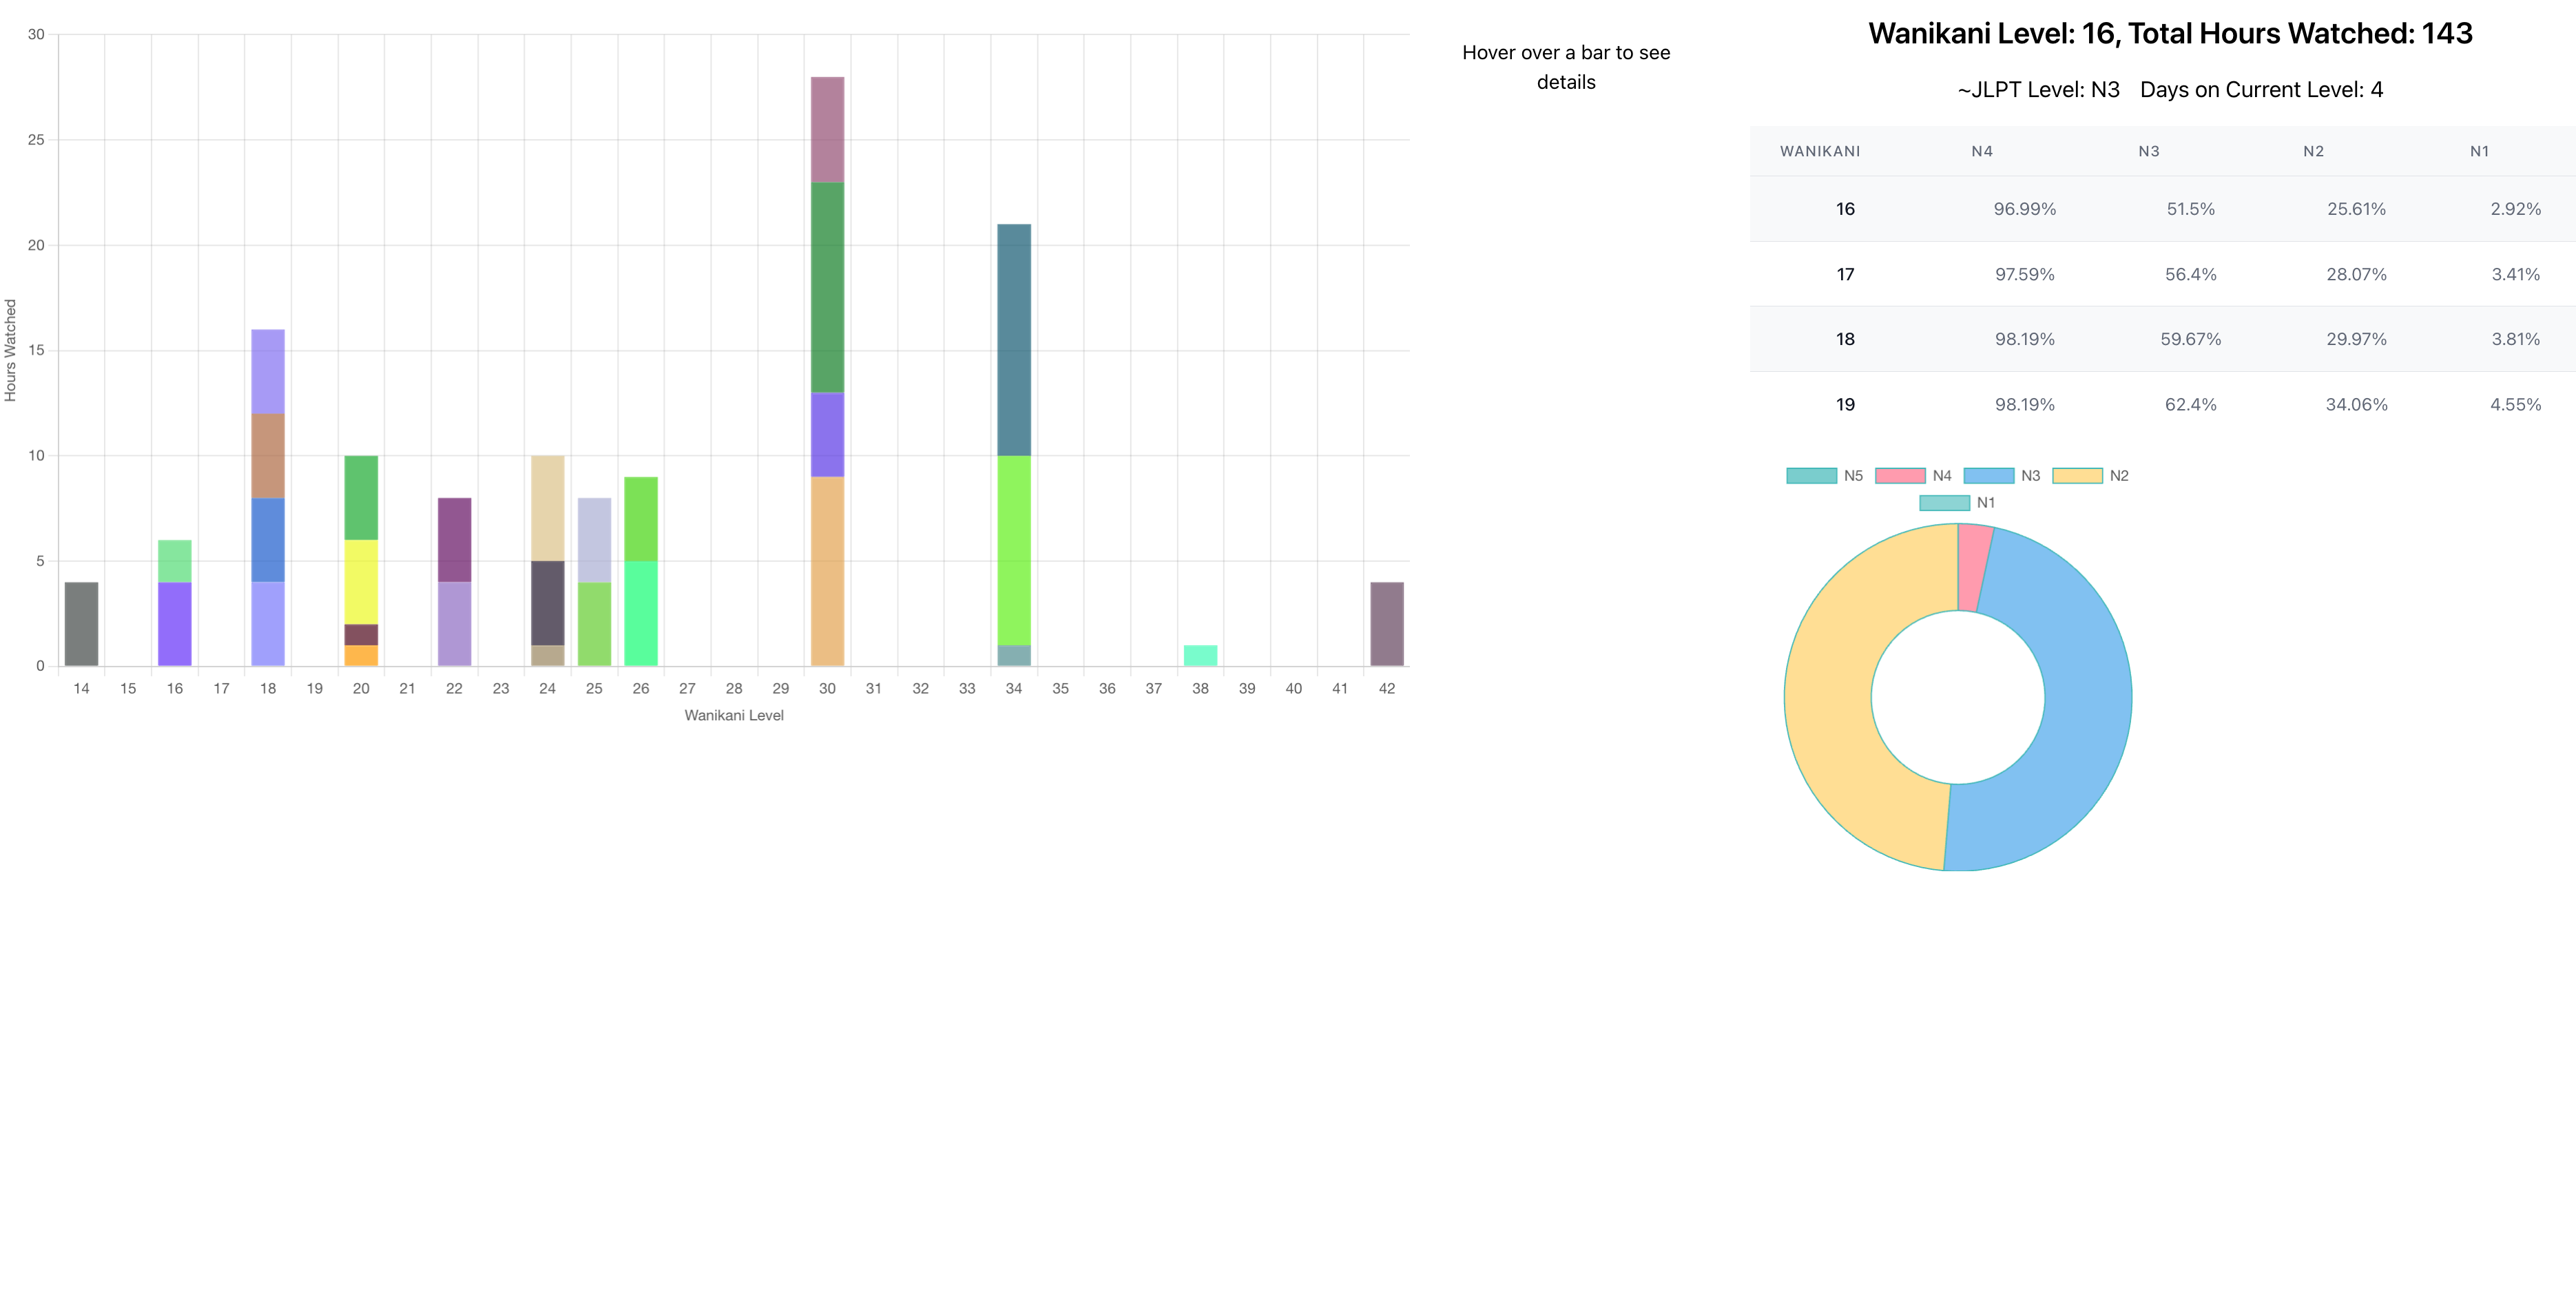 30
25
20
15
10
5
0
Hours Watched
14 15 16 17 18 19 20 21 22 23 24 25 26 27 28 29 30 31 32 33 34 35 36 37 38 39 40 41 42
Wanikani Level
Hover over a bar to see
details
Wanikani Level: 16, Total Hours Watched: 143
~JLPT Level: N3 Days on Current Level: 4
WANIKANI N4 N3 N2 N1
16 96.99% 51.5% 25.61% 2.92%
17 97.59% 56.4% 28.07% 3.41%
18 98.19% 59.67% 29.97% 3.81%
19 98.19% 62.4% 34.06% 4.55%
N5 N4 N3 N2
N1